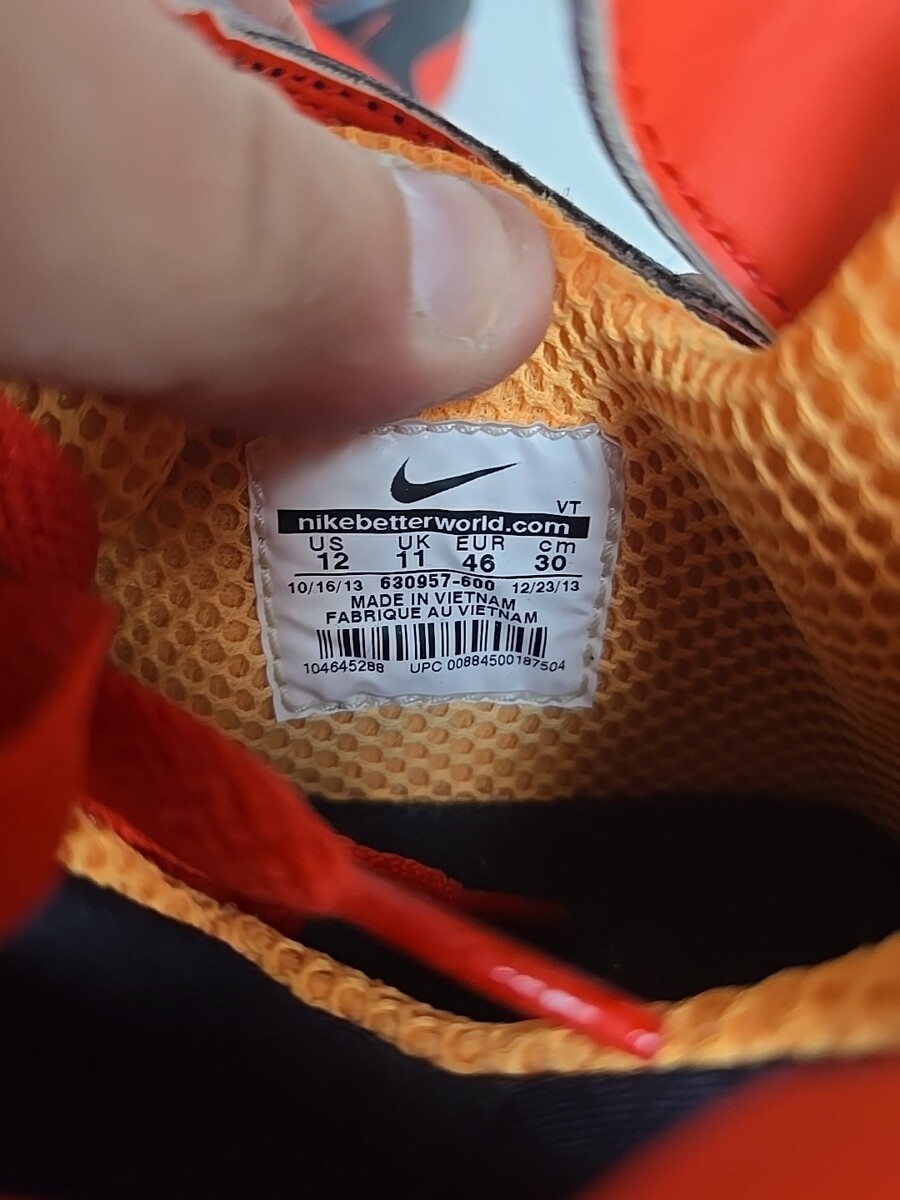 VT
nikebetterworld.com
US UK EUR cm
12 11 46 30
10/16/13 630957-600 12/23/13
MADE IN VIETNAM
FABRIQUE AU VIETNAM
104645288 UPC 00884500187504